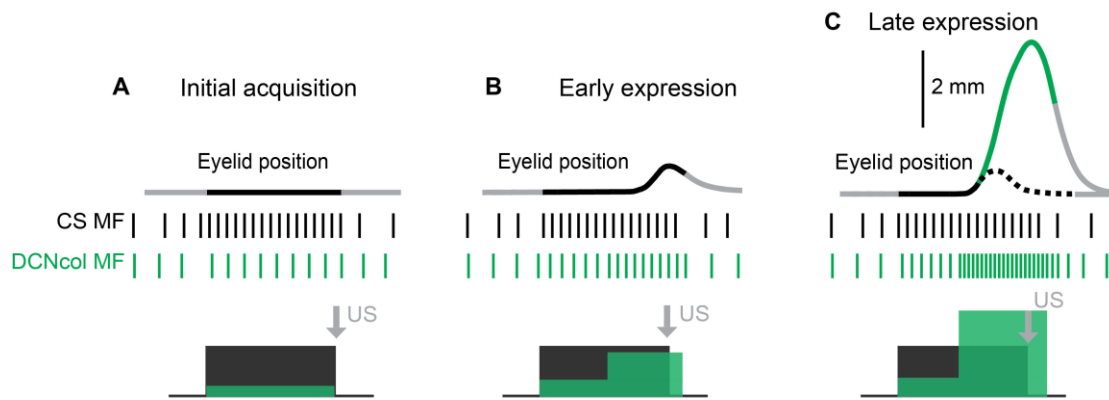 A Initial acquisition
B Early expression
C Late expression
2 mm
Eyelid position
Eyelid position
Eyelid position
CS MF
DCNcol MF
US
US
US